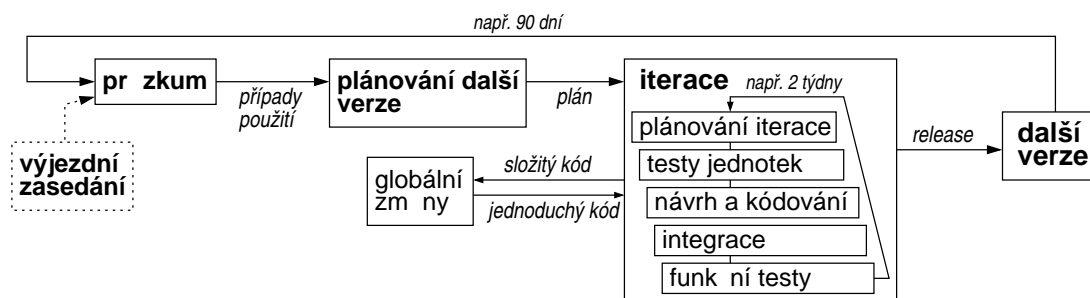 např. 90 dní
pr zkum
případy
použití
plánování další
verze
plán
iterace
např. 2 týdny
plánování iterace
testy jednotek
návrh a kódování
integrace
funk ní testy
release
další
verze
výjezdní
zasedání
globální
zm ny
složitý kód
jednoduchý kód